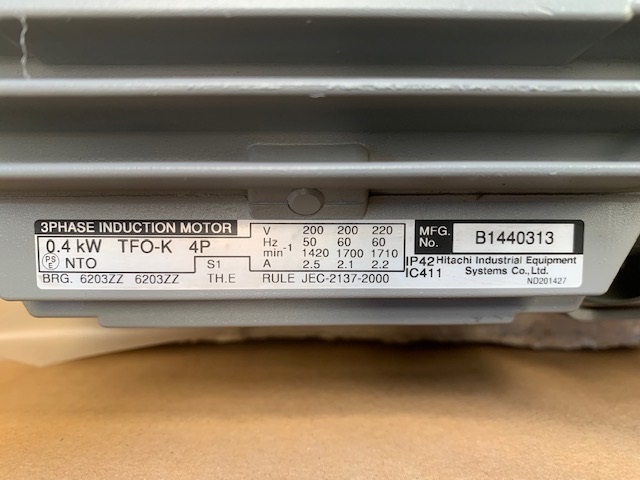 3PHASE INDUCTION MOTOR
0.4 kW TFO-K 4P
PS E NTO
S1
BRG. 6203ZZ 6203ZZ TH.E RULE JEC-2137-2000
V 200 200 220
Hz 50 60 60
min-1 1420 1700 1710
A 2.5 2.1 2.2
MFG. No. B1440313
IP42 Hitachi Industrial Equipment
IC411 Systems Co., Ltd.
ND201427